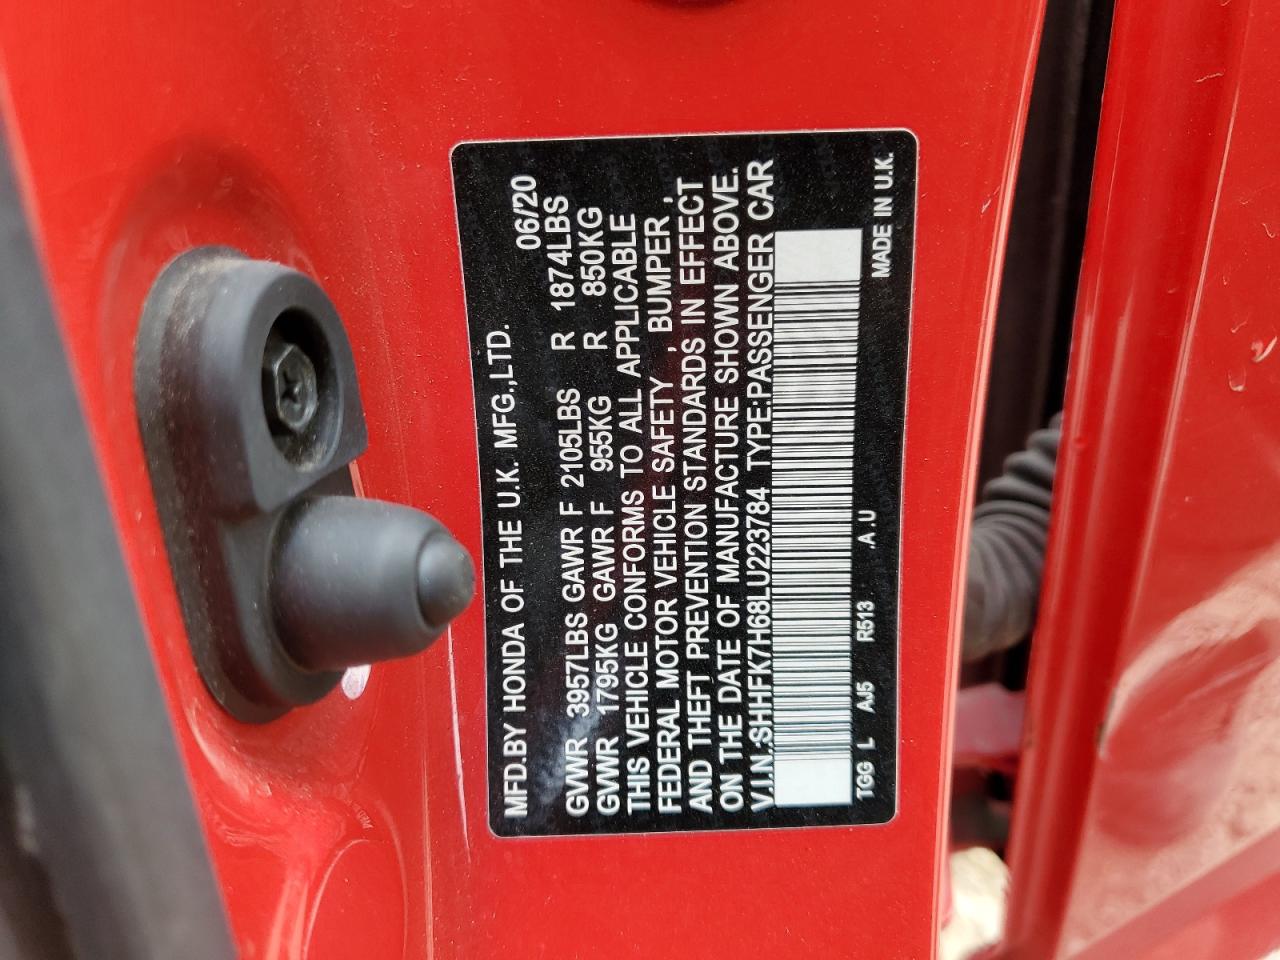 MFD.BY HONDA OF THE U.K. MFG.,LTD. 06/20
GVWR 3957LBS GAWR F 2105LBS R 1874LBS
GVWR 1795KG GAWR F 955KG R 850KG
THIS VEHICLE CONFORMS TO ALL APPLICABLE
FEDERAL MOTOR VEHICLE SAFETY , BUMPER ,
AND THEFT PREVENTION STANDARDS IN EFFECT
ON THE DATE OF MANUFACTURE SHOWN ABOVE.
V.I.N.:SHHFK7H68LU223784 TYPE:PASSENGER CAR
TGG L AJ5 R513 .A.U MADE IN U.K.